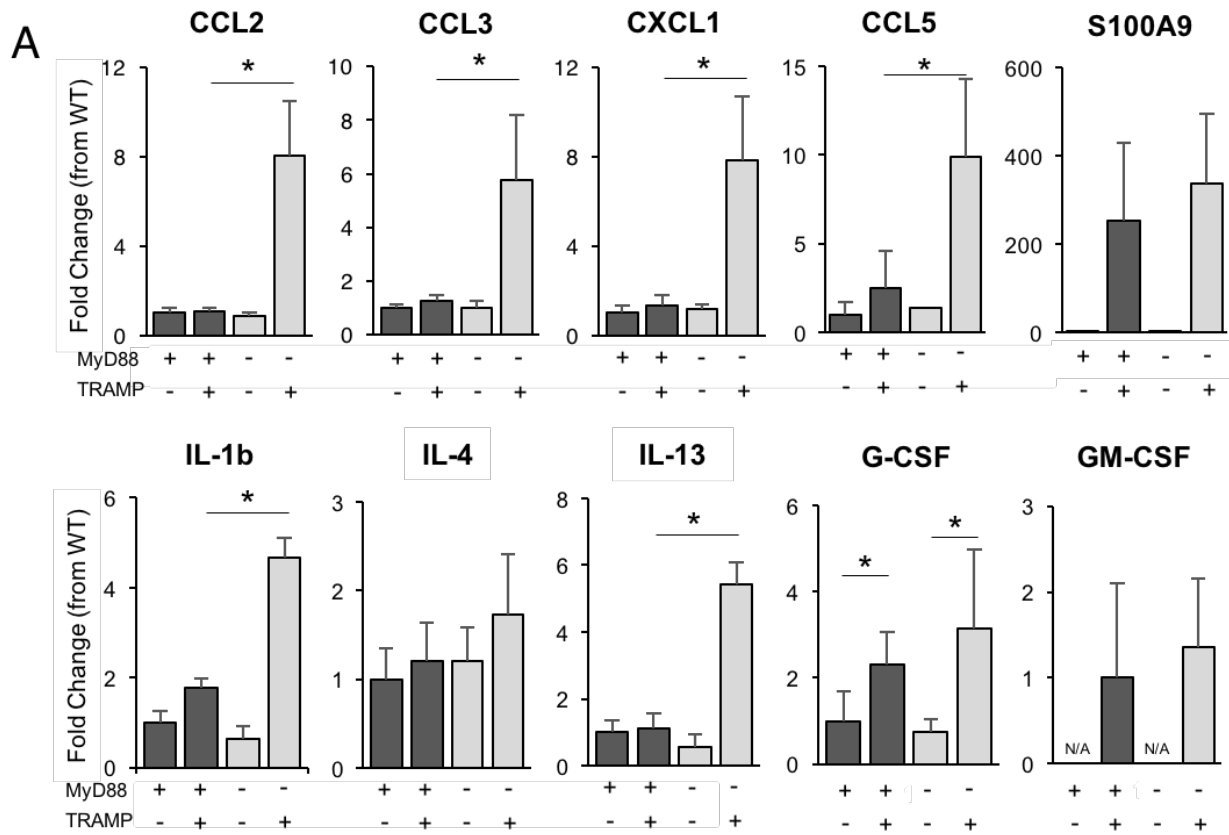 A
CCL2 CCL3 CXCL1 CCL5 S100A9
Fold Change (from WT)
12 8 4 0
10 8 6 4 2 0
12 8 4 0
15 10 5 0
600 400 200 0
* * * *
MyD88 + + - - + + - - + + - - + + - - + + - -
TRAMP - + - + - + - + - + - + - + - + - + - +
IL-1b IL-4 IL-13 G-CSF GM-CSF
Fold Change (from WT)
6 4 2 0
3 2 1 0
8 6 4 2 0
6 4 2 0
3 2 1 0
* * * *
N/A N/A
MyD88 + + - - + + - - + + - - + + - - + + - -
TRAMP - + - + - + - + - + - + - + - + - + - +